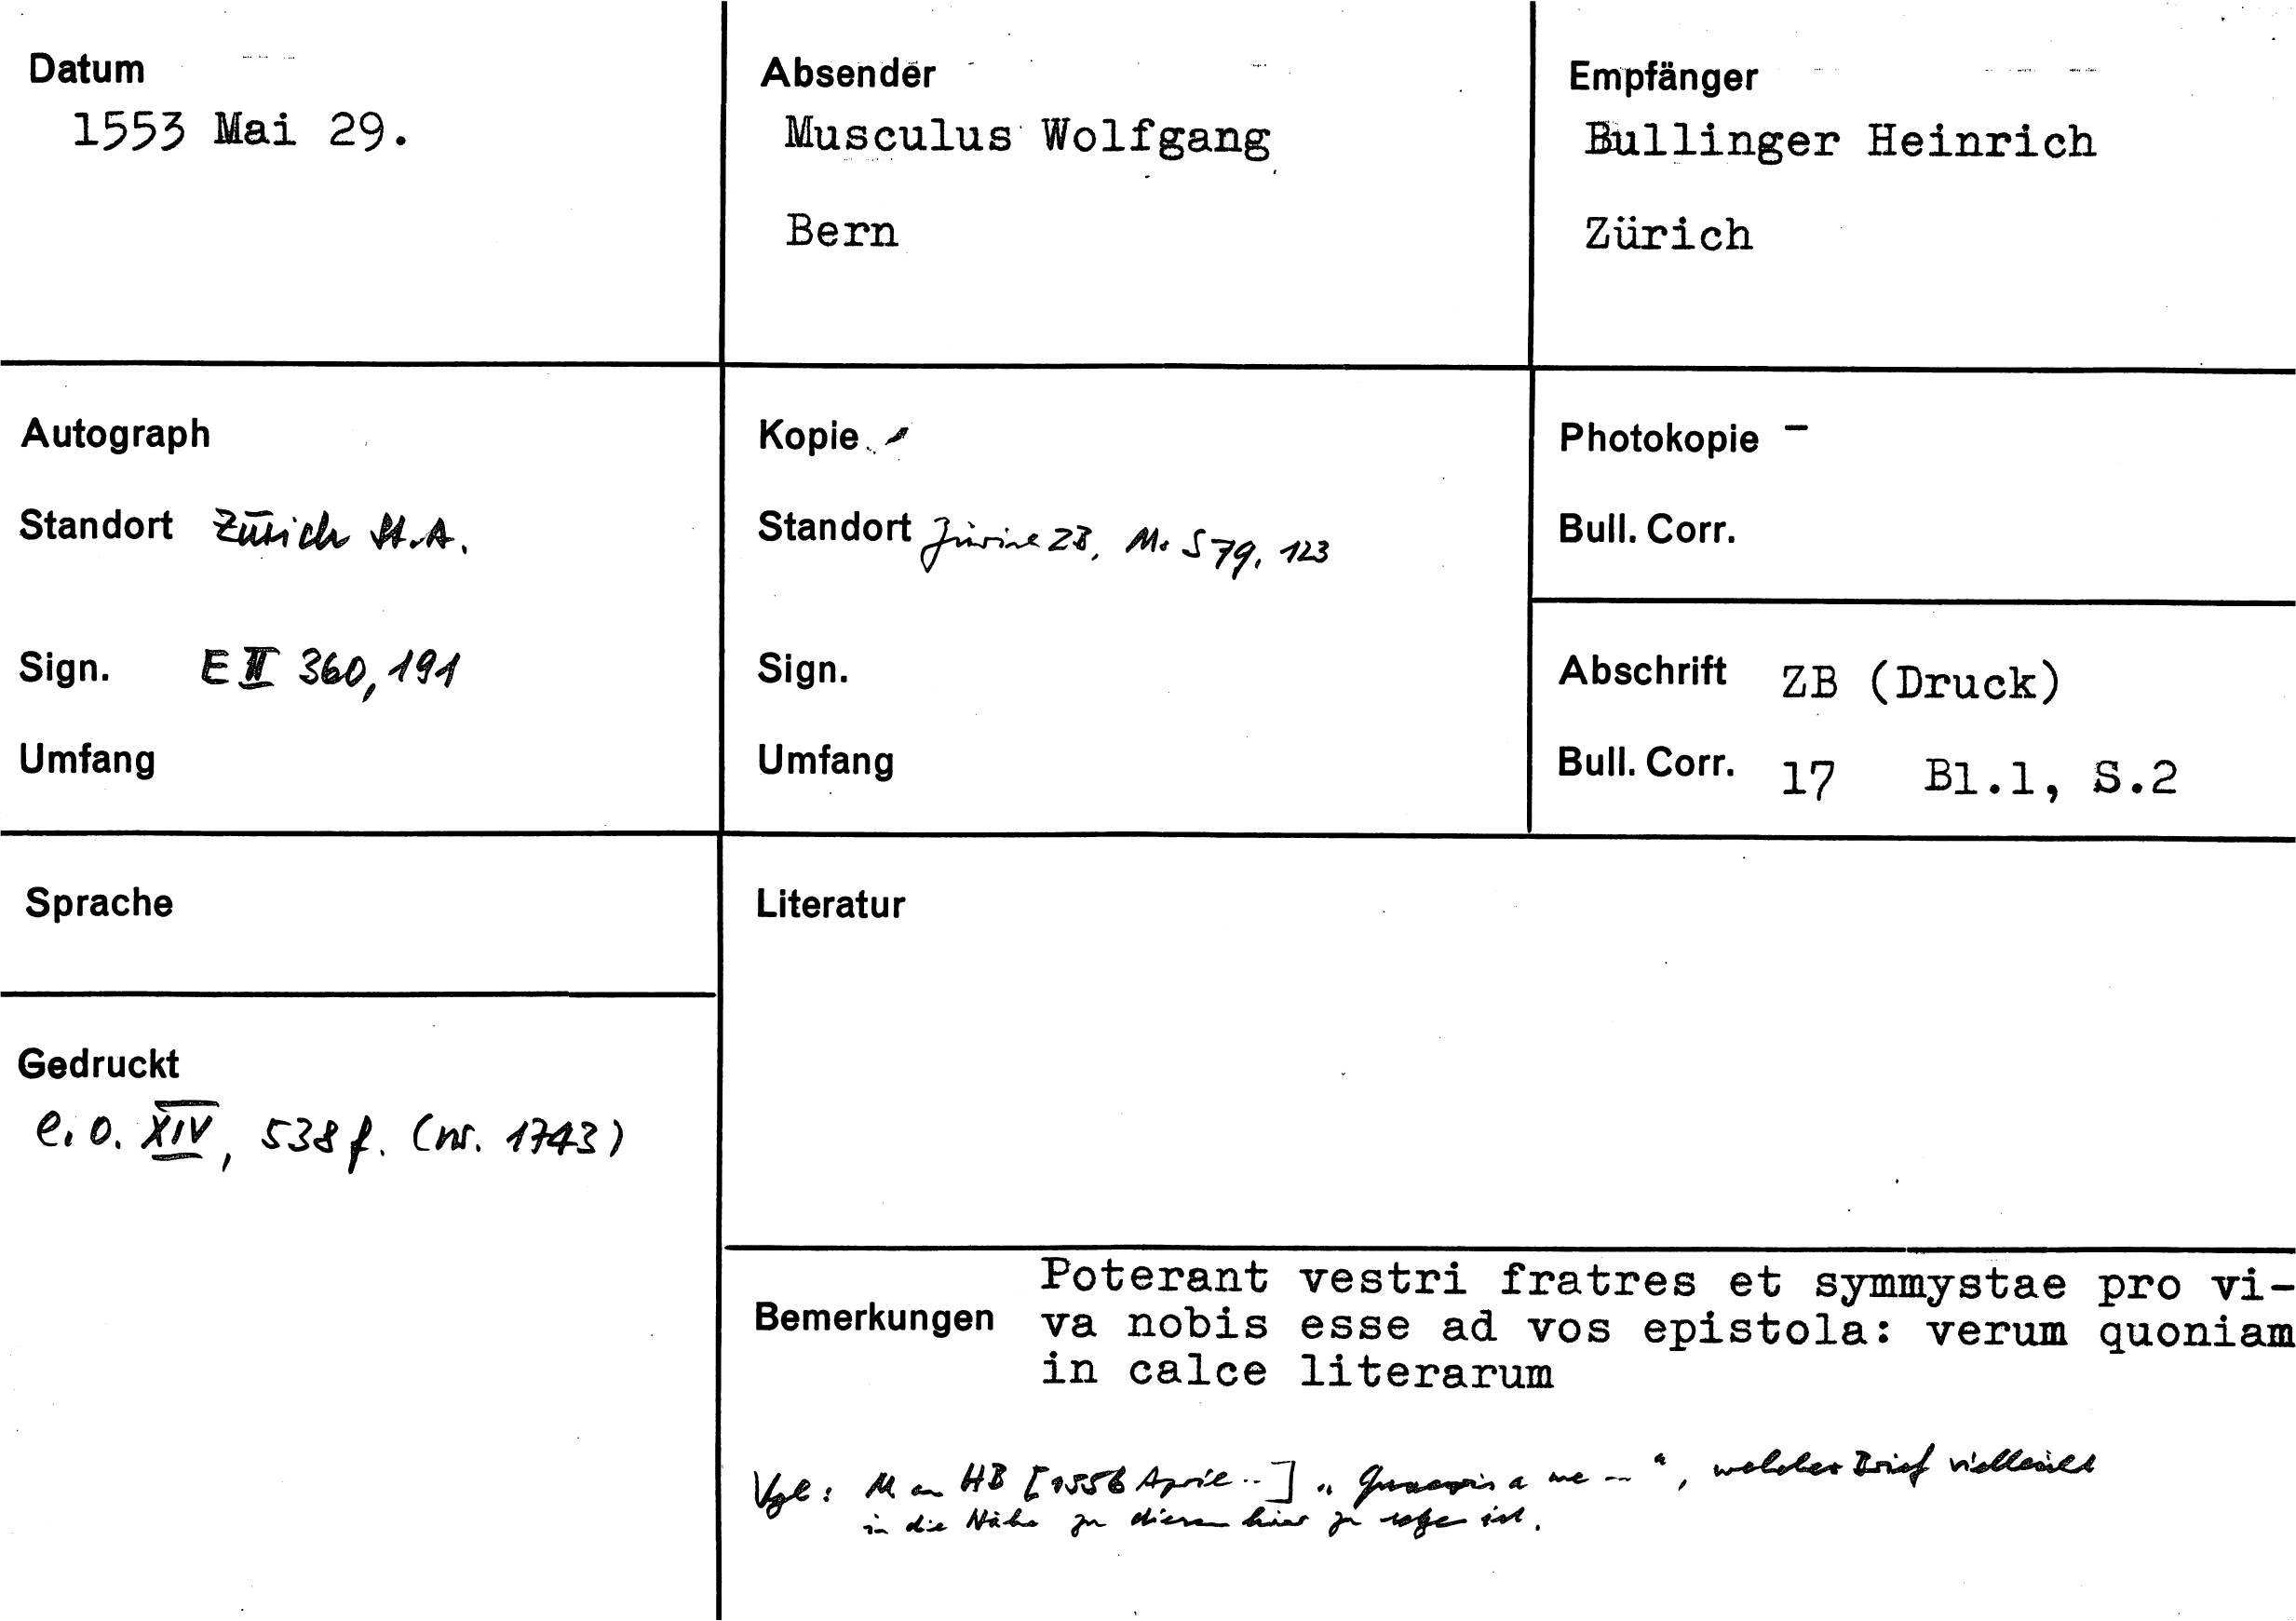 Datum
1553 Mai 29.
Absender
Musculus Wolfgang
Bern
Empfänger
Bullinger Heinrich
Zürich
Autograph
Standort Zürich St.A.
Sign. E II 360, 191
Umfang
Kopie
Standort Zürich ZB, Ms S 79, 123
Sign.
Umfang
Photokopie -
Bull. Corr.
Abschrift ZB (Druck)
Bull. Corr. 17 Bl.1, S.2
Sprache
Gedruckt
C.O. XIV, 538 f. (nr. 1743)
Literatur
Bemerkungen
Poterant vestri fratres et symmystae pro vi-
va nobis esse ad vos epistola: verum quoniam
in calce literarum
Vgl: M an HB [1556 April ..] " a me -- ", welcher Brief vielleicht
in die Nähe zu diesem hier zu ist.